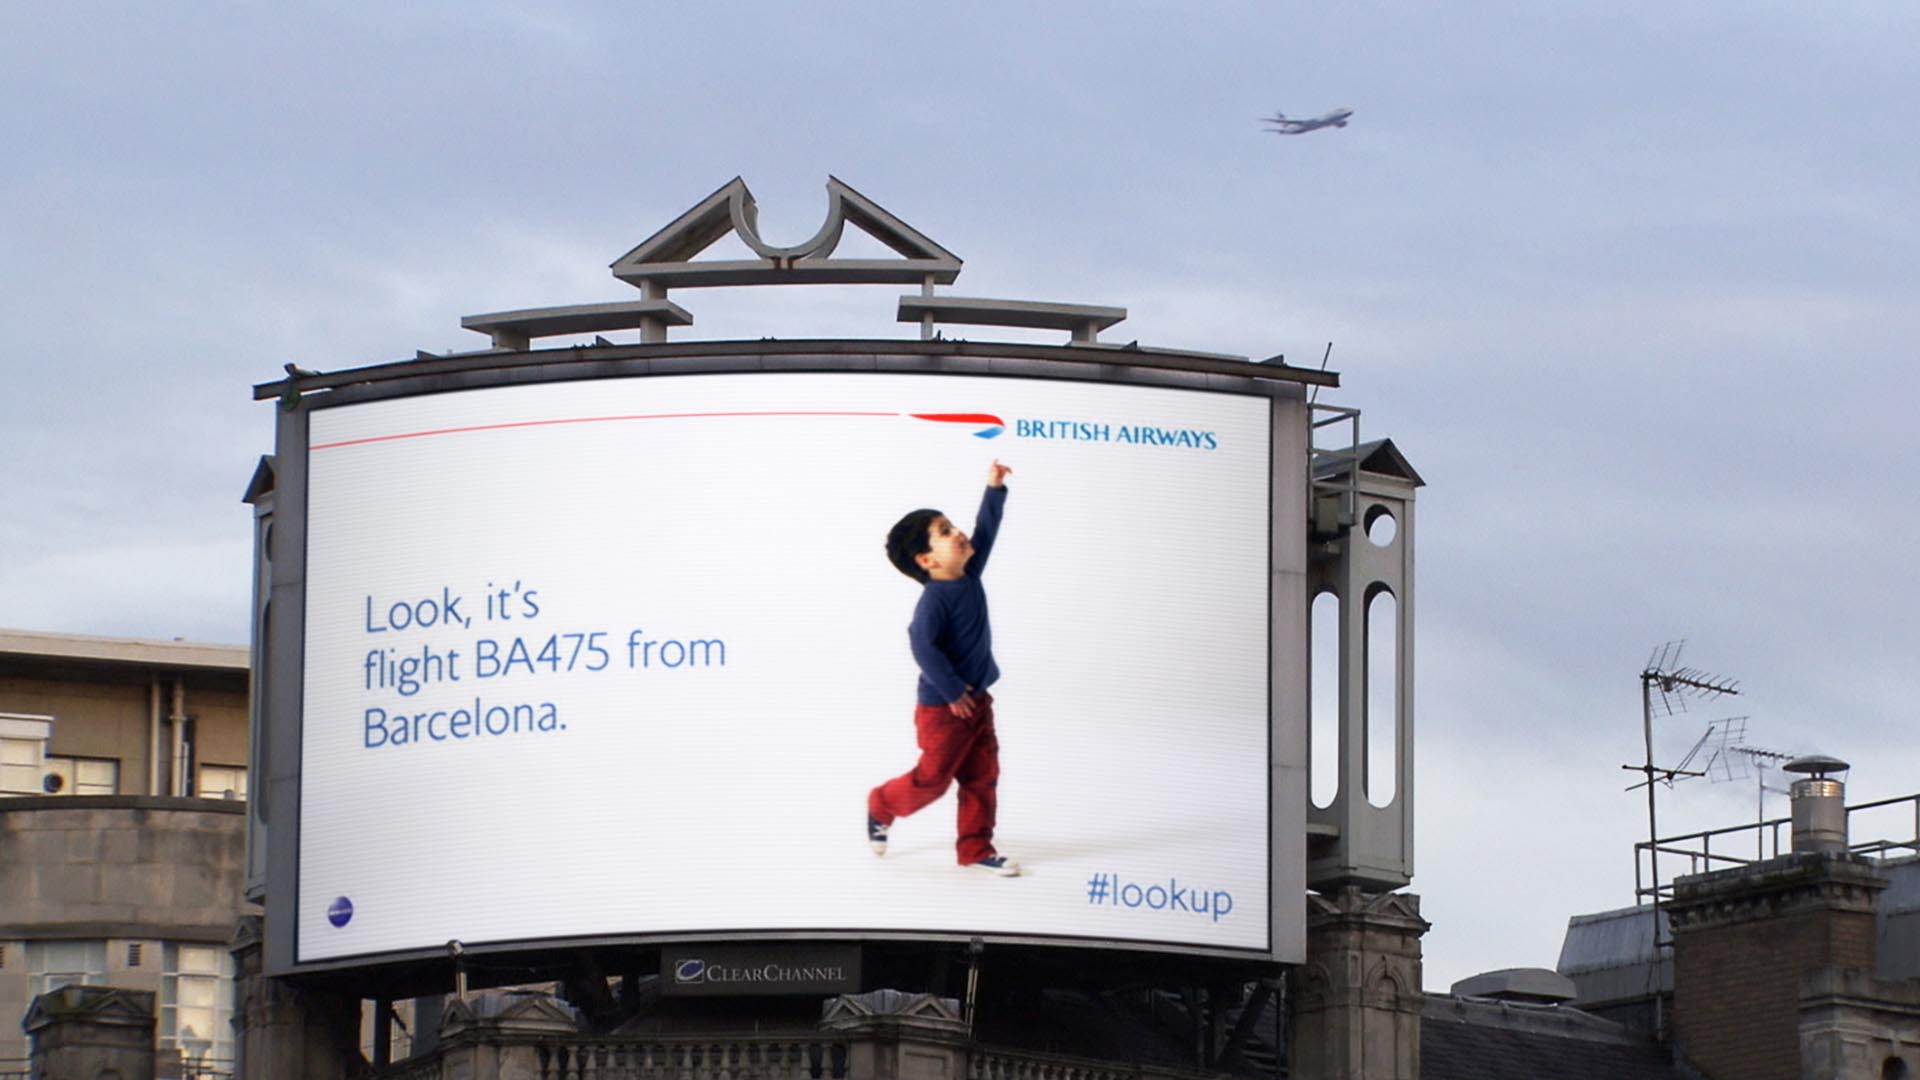 BRITISH AIRWAYS
Look, it's
flight BA475 from
Barcelona.
#lookup
CLEARCHANNEL